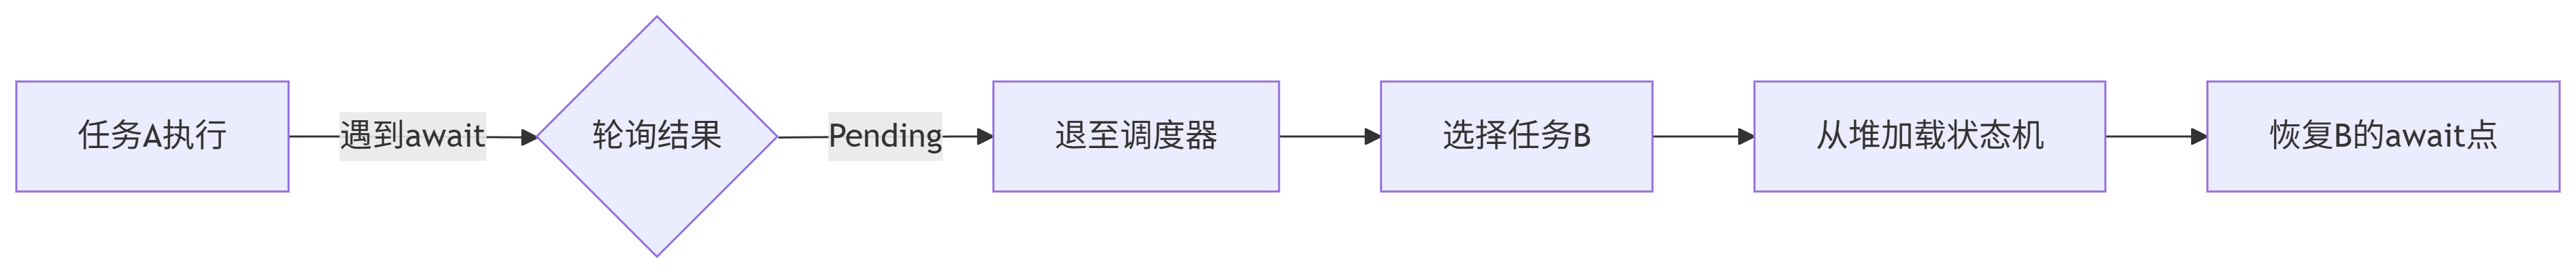 任务A执行
遇到await
轮询结果
Pending
退至调度器
选择任务B
从堆加载状态机
恢复B的await点